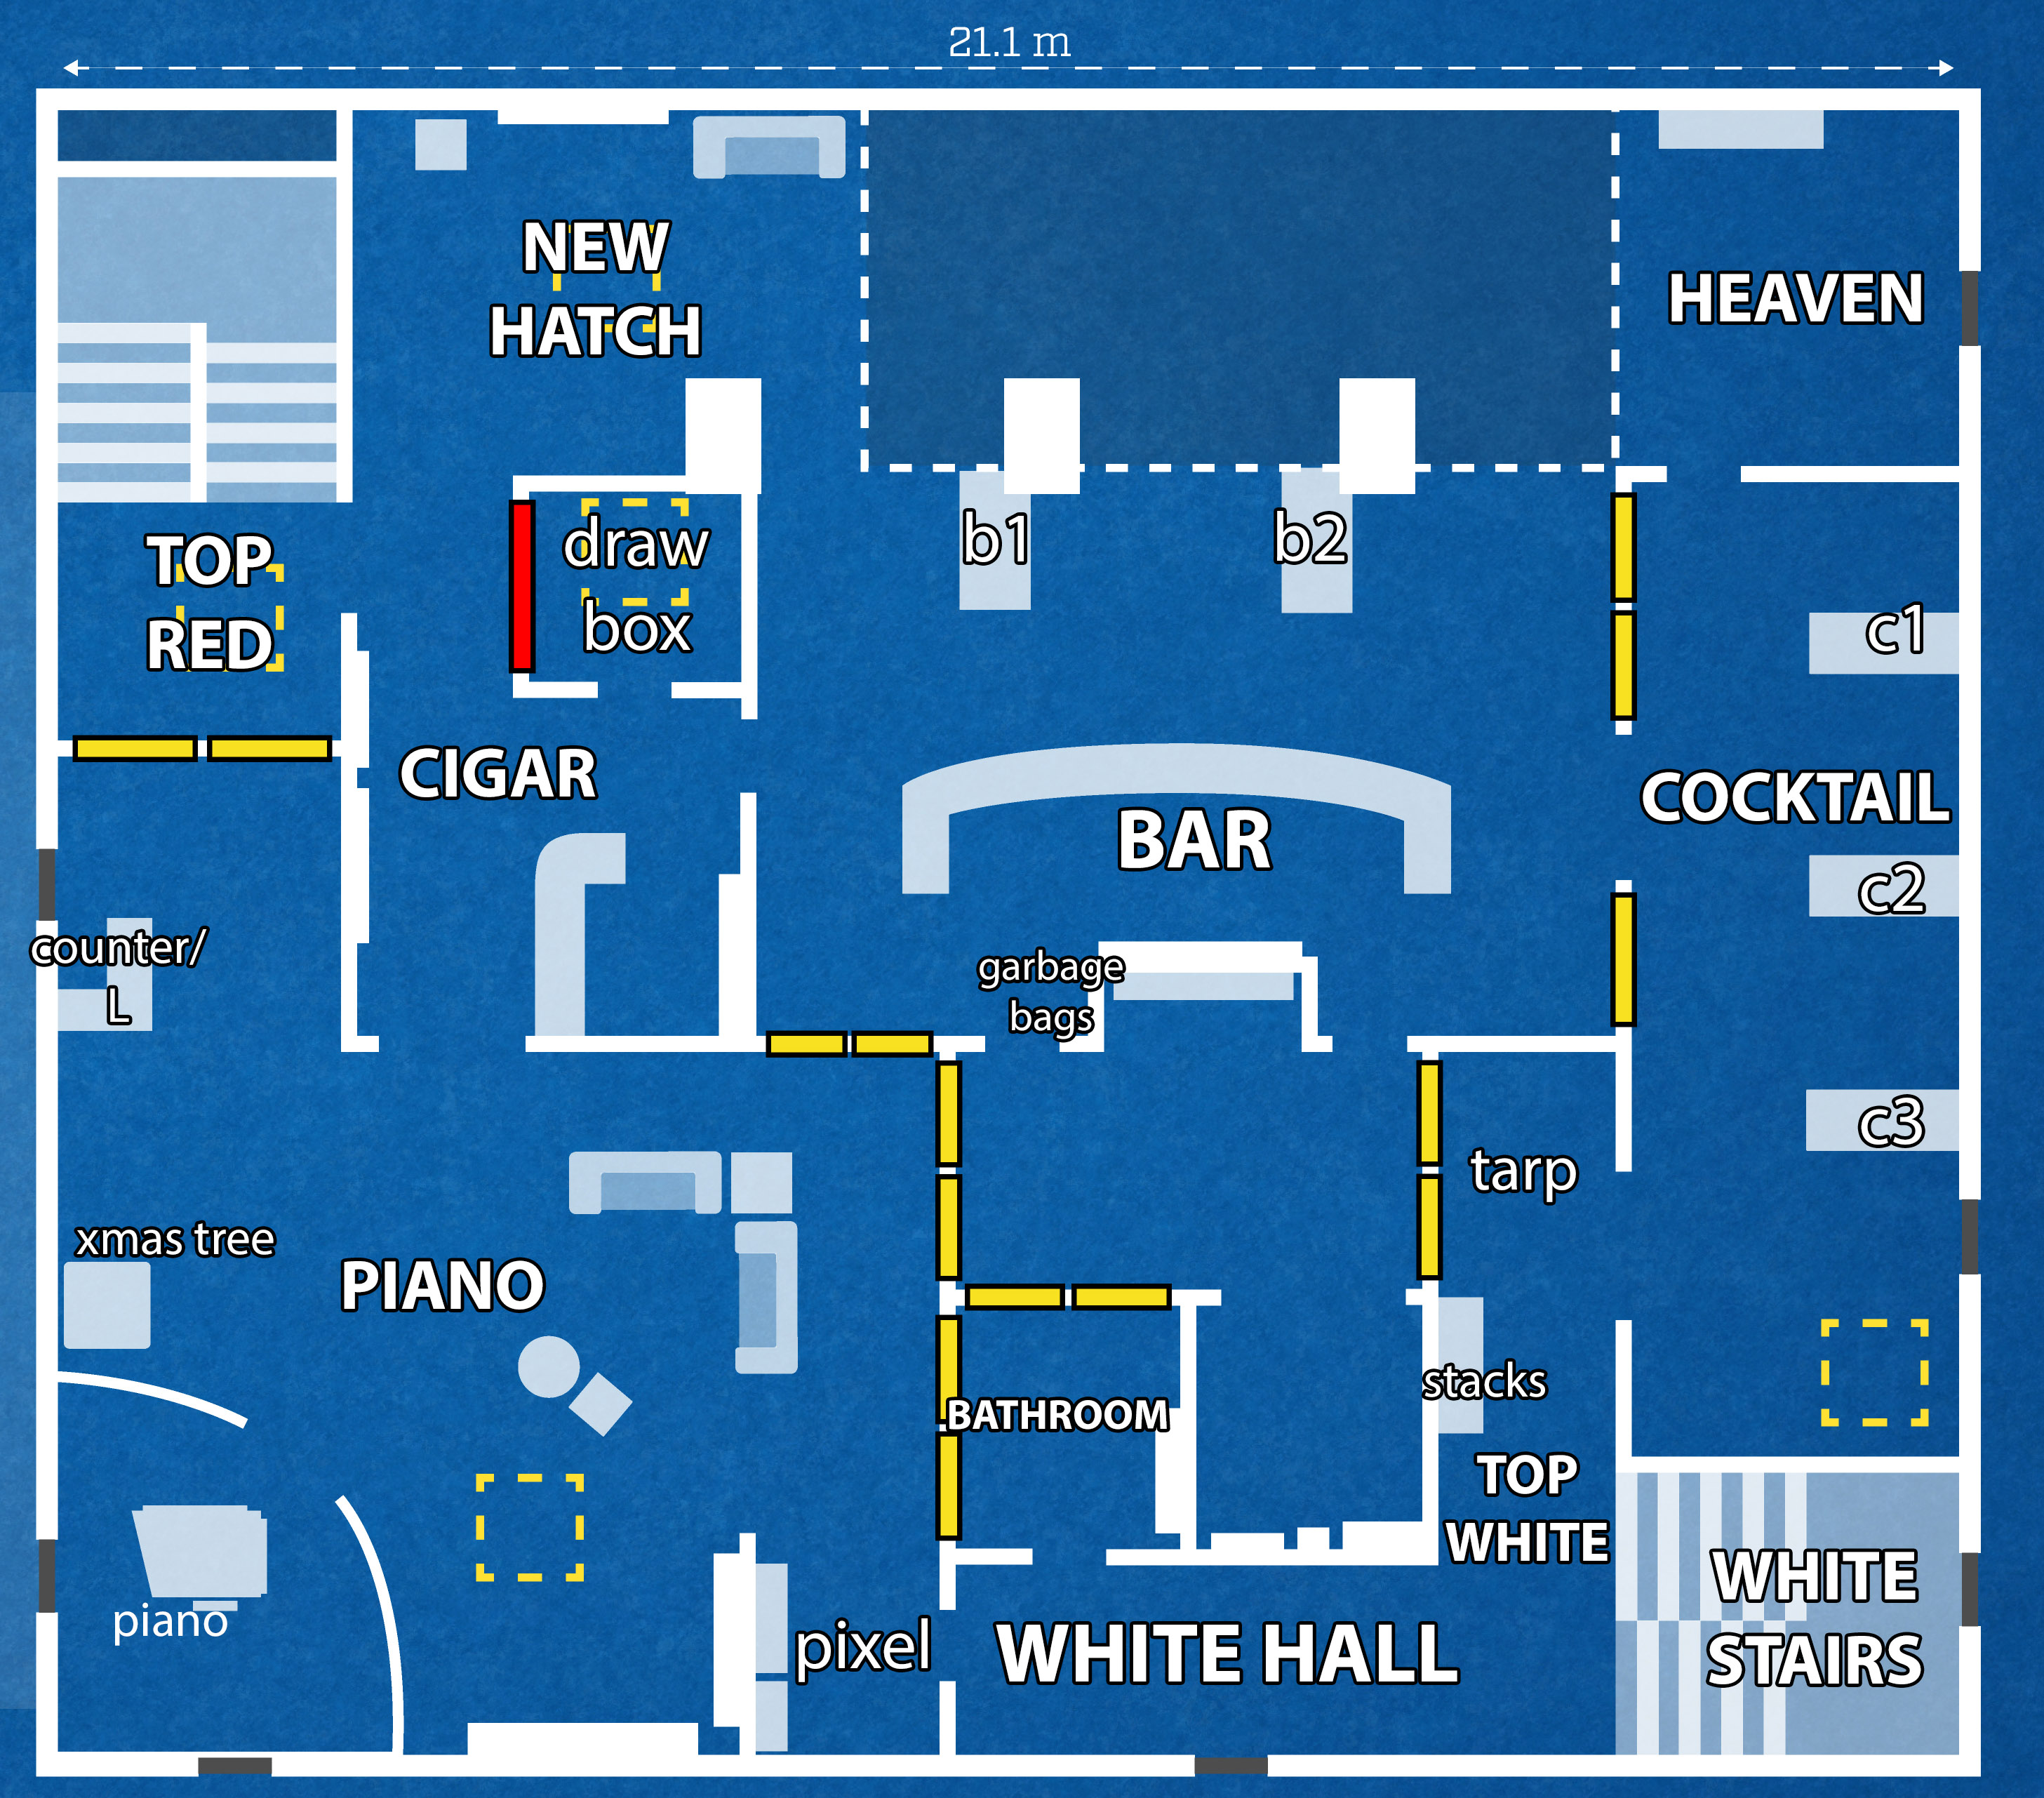 21.1 m
NEW
HATCH
HEAVEN
TOP
RED
draw
box
b1
b2
c1
CIGAR
BAR
COCKTAIL
c2
counter/
L
garbage
bags
c3
tarp
xmas tree
PIANO
stacks
BATHROOM
TOP
WHITE
piano
pixel
WHITE HALL
WHITE
STAIRS